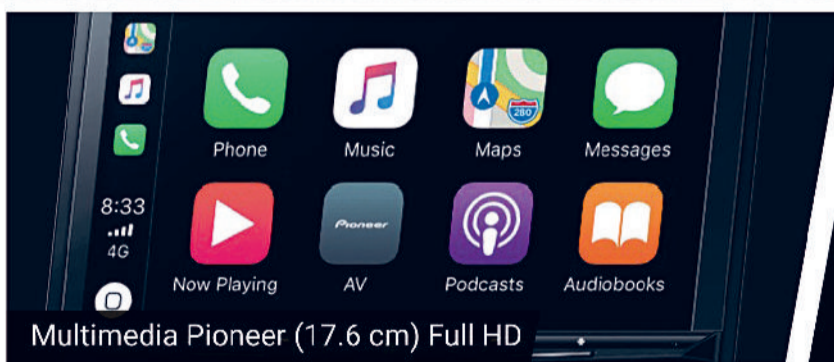 280
Phone Music Maps Messages
8:33
4G
Pioneer
Now Playing AV Podcasts Audiobooks
Multimedia Pioneer (17.6 cm) Full HD